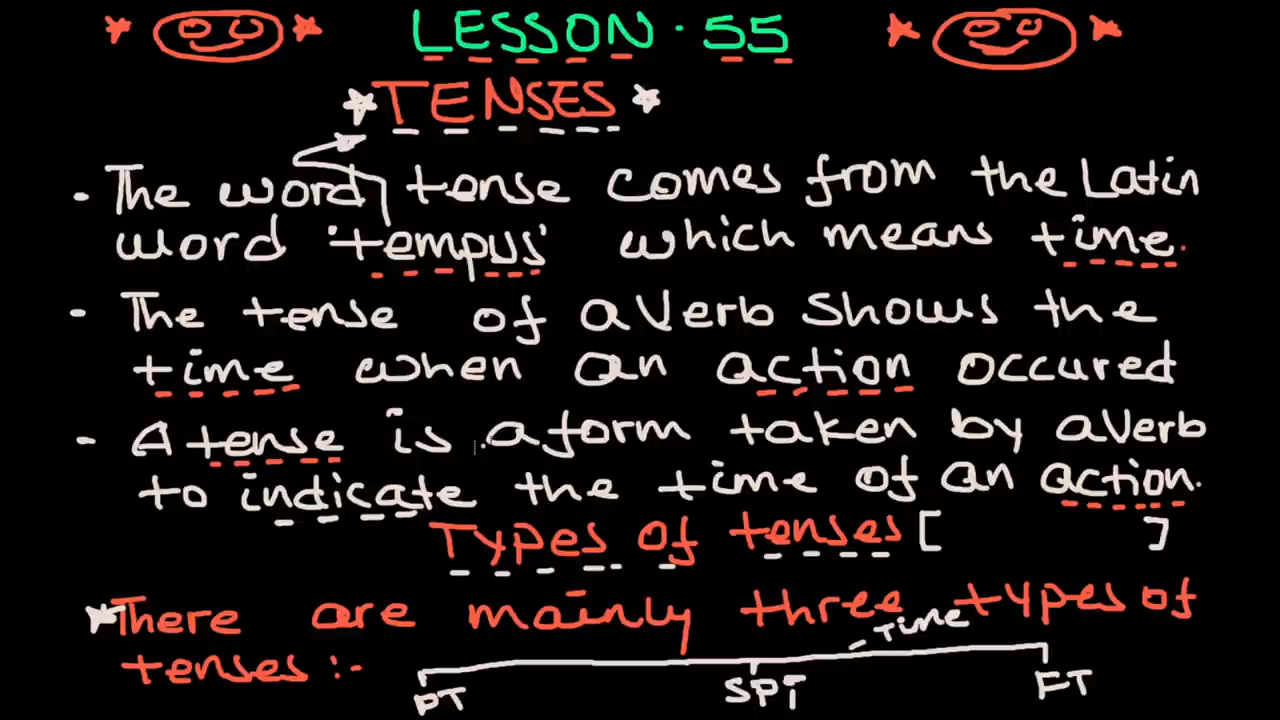 LESSON·55
TENSES
· The word tense comes from the Latin
word 'tempus' which means time.
· The tense of a Verb shows the
time when an action occured
· A tense is a form taken by a Verb
to indicate the time of an action.
Types of tenses [ ]
There are mainly three types of
Time
tenses:-
PT SPT FT